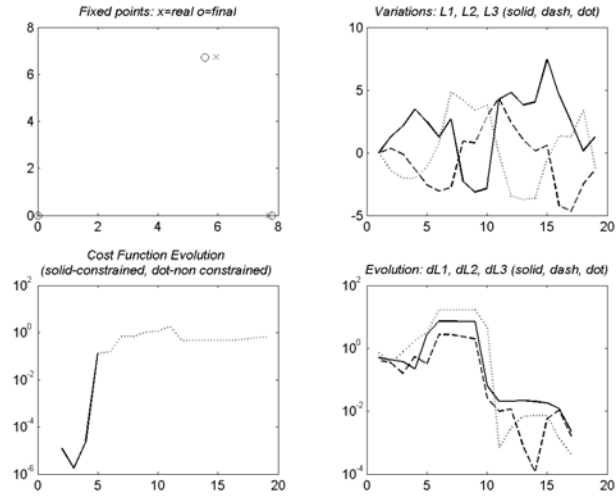 Fixed points: x=real o=final
8
6
4
2
0
0 2 4 6 8
Variations: L1, L2, L3 (solid, dash, dot)
10
5
0
-5
0 5 10 15 20
Cost Function Evolution
(solid-constrained, dot-non constrained)
10^2
10^0
10^-2
10^-4
10^-6
0 5 10 15 20
Evolution: dL1, dL2, dL3 (solid, dash, dot)
10^2
10^0
10^-2
10^-4
0 5 10 15 20